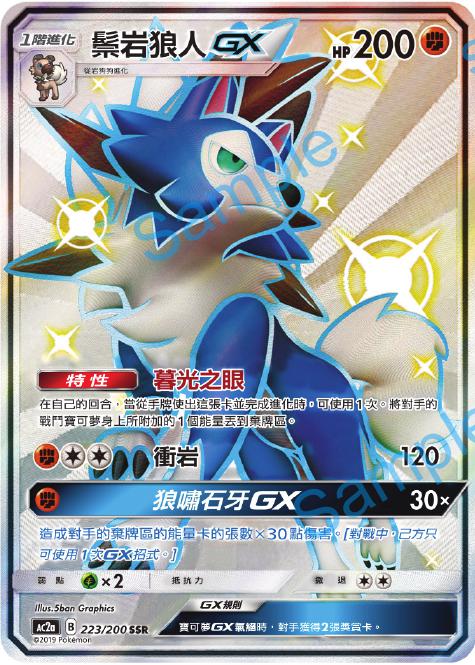 1階進化 鬃岩狼人GX HP200
從岩狗狗進化
Sample
特性 暮光之眼
在自己的回合，當從手牌使出這張卡並完成進化時，可使用1次。將對手的
戰鬥寶可夢身上所附加的1個能量丟到棄牌區。
衝岩 120
狼嘯石牙GX 30×
Sample
造成對手的棄牌區的能量卡的張數×30點傷害。[對戰中，己方只
可使用1次GX招式。]
弱點 ×2 抵抗力 撤退
Illus.5ban Graphics
GX規則
AC2a B 223/200 SSR
寶可夢GX氣絕時，對手獲得2張獎賞卡。
©2019 Pokémon